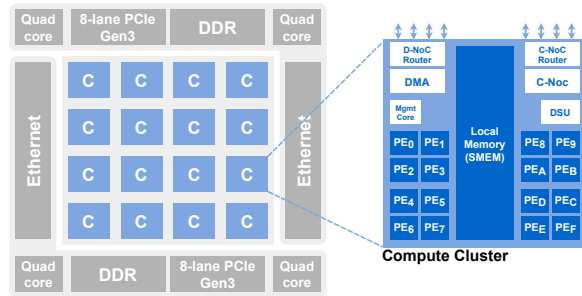 Quad
core
8-lane PCIe
Gen3
DDR
Quad
core
Ethernet
C C C C
C C C C
C C C C
C C C C
Ethernet
Quad
core
DDR
8-lane PCIe
Gen3
Quad
core
D-NoC
Router
C-NoC
Router
DMA
C-Noc
Mgmt
Core
DSU
Local
Memory
(SMEM)
PE0 PE1
PE2 PE3
PE4 PE5
PE6 PE7
PE8 PE9
PEA PEB
PED PEC
PEE PEF
Compute Cluster